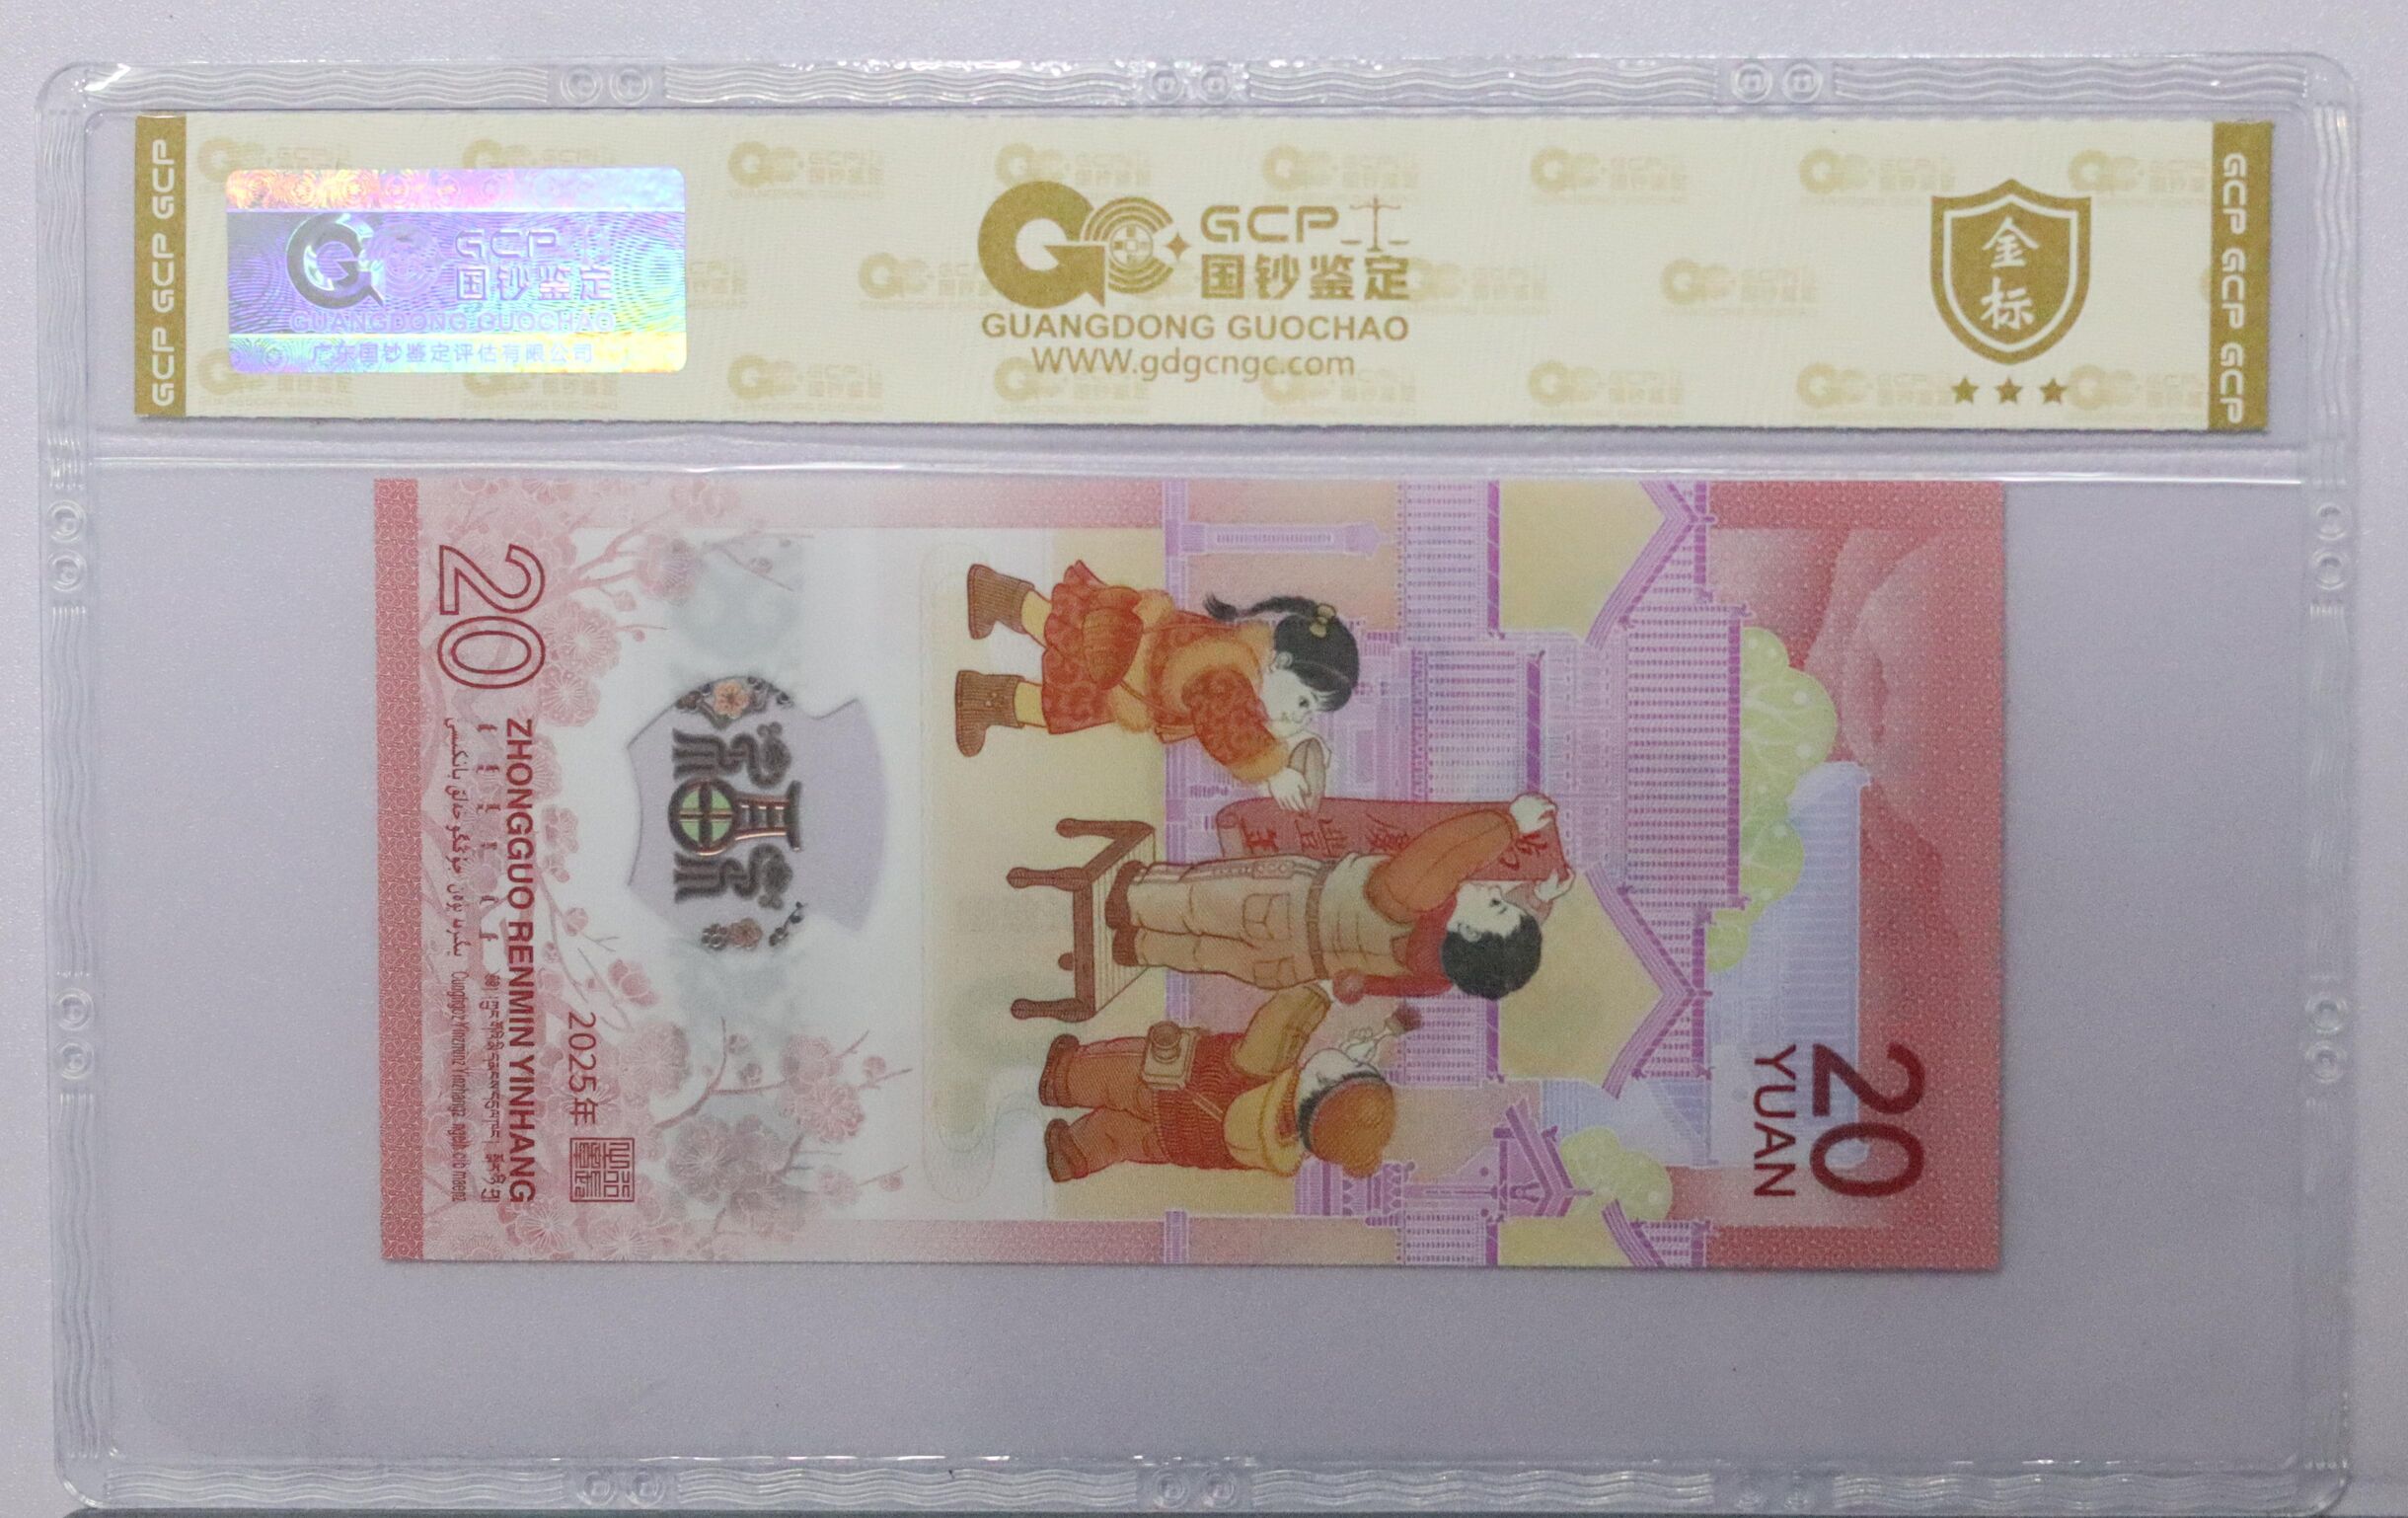 GCP GCP GCP
GCP
国钞鉴定
GUANGDONG GUOCHAO
广东国钞鉴定评估有限公司
GCP
国钞鉴定
GUANGDONG GUOCHAO
WWW.gdgcngc.com
金标
GCP GCP GCP
20
YUAN
2025年
ZHONGGUO RENMIN YINHANG
20